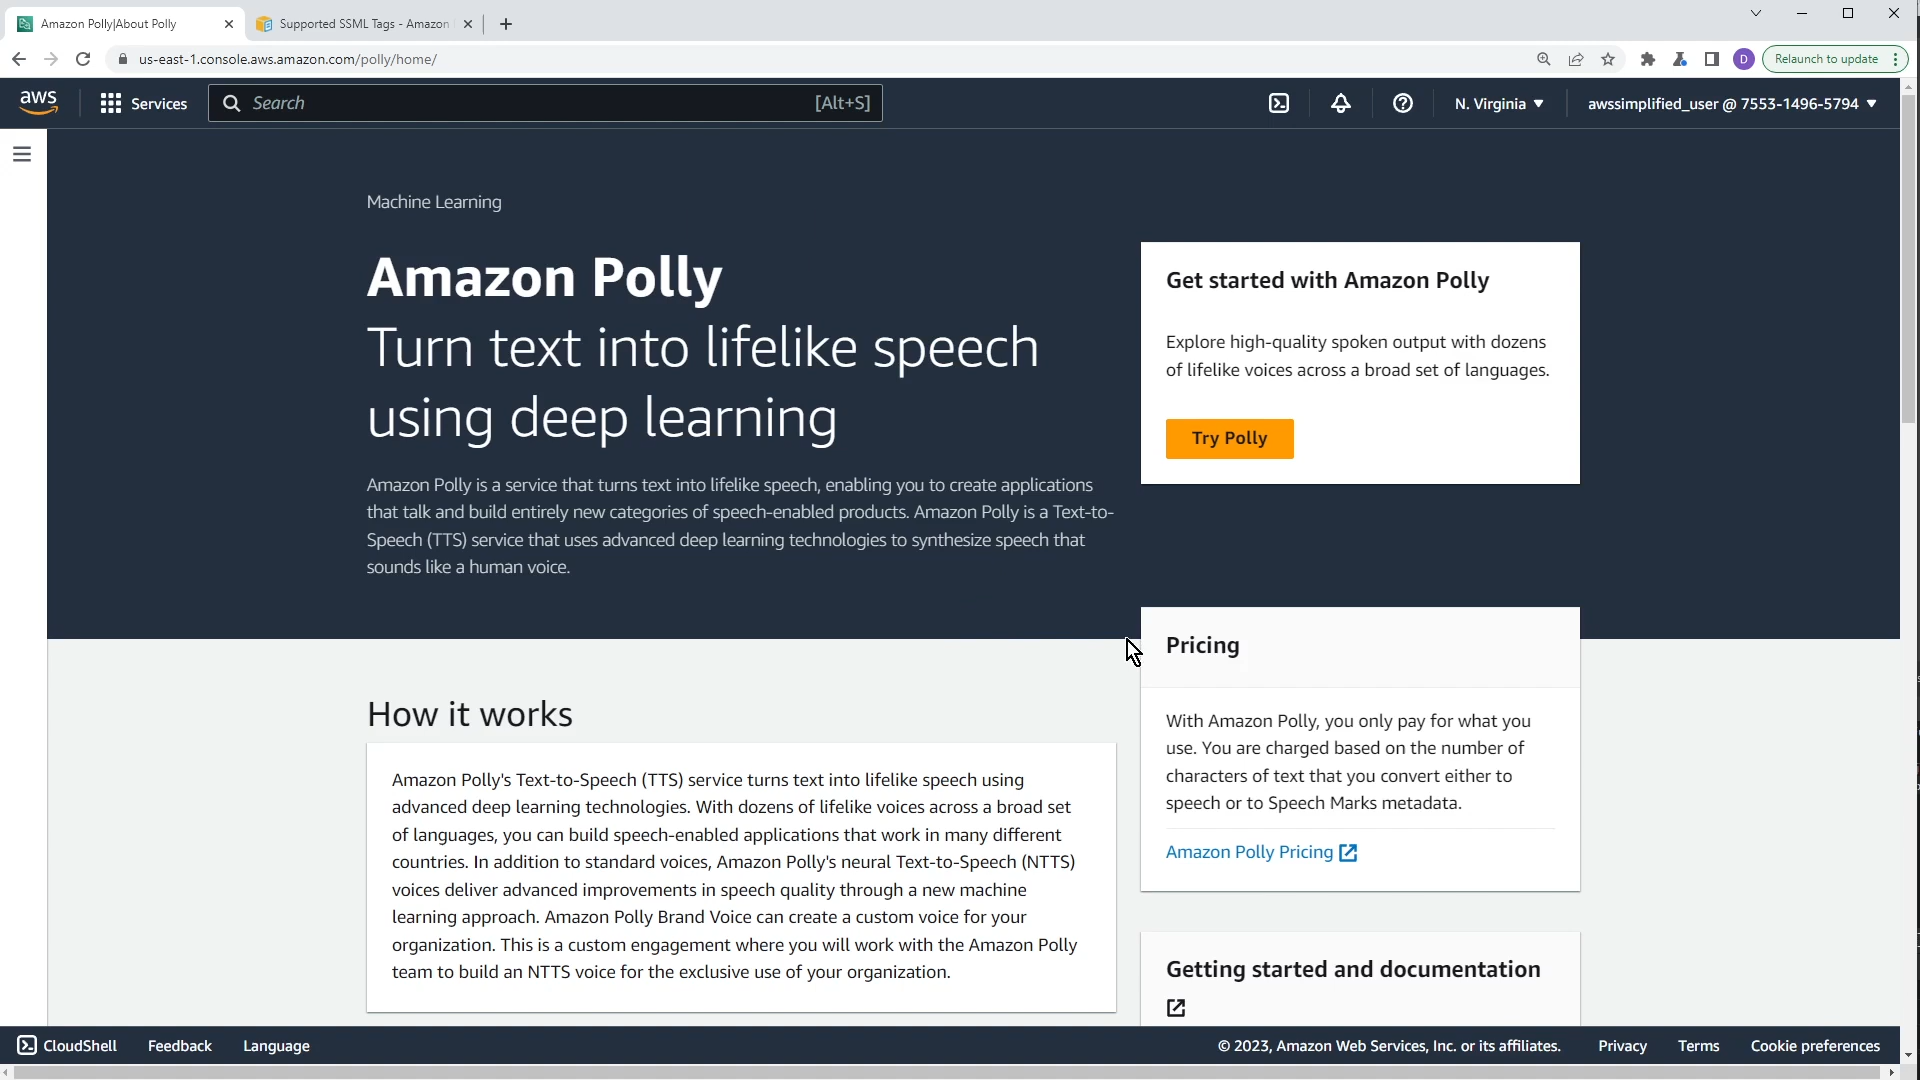 Amazon Polly|About Polly
Supported SSML Tags - Amazon
us-east-1.console.aws.amazon.com/polly/home/
D
Relaunch to update
aws
Services
Search
[Alt+S]
N. Virginia
awssimplified_user @ 7553-1496-5794
Machine Learning
Amazon Polly
Turn text into lifelike speech
using deep learning
Amazon Polly is a service that turns text into lifelike speech, enabling you to create applications
that talk and build entirely new categories of speech-enabled products. Amazon Polly is a Text-to-
Speech (TTS) service that uses advanced deep learning technologies to synthesize speech that
sounds like a human voice.
Get started with Amazon Polly
Explore high-quality spoken output with dozens
of lifelike voices across a broad set of languages.
Try Polly
How it works
Amazon Polly's Text-to-Speech (TTS) service turns text into lifelike speech using
advanced deep learning technologies. With dozens of lifelike voices across a broad set
of languages, you can build speech-enabled applications that work in many different
countries. In addition to standard voices, Amazon Polly's neural Text-to-Speech (NTTS)
voices deliver advanced improvements in speech quality through a new machine
learning approach. Amazon Polly Brand Voice can create a custom voice for your
organization. This is a custom engagement where you will work with the Amazon Polly
team to build an NTTS voice for the exclusive use of your organization.
Pricing
With Amazon Polly, you only pay for what you
use. You are charged based on the number of
characters of text that you convert either to
speech or to Speech Marks metadata.
Amazon Polly Pricing
Getting started and documentation
CloudShell
Feedback
Language
© 2023, Amazon Web Services, Inc. or its affiliates.
Privacy
Terms
Cookie preferences